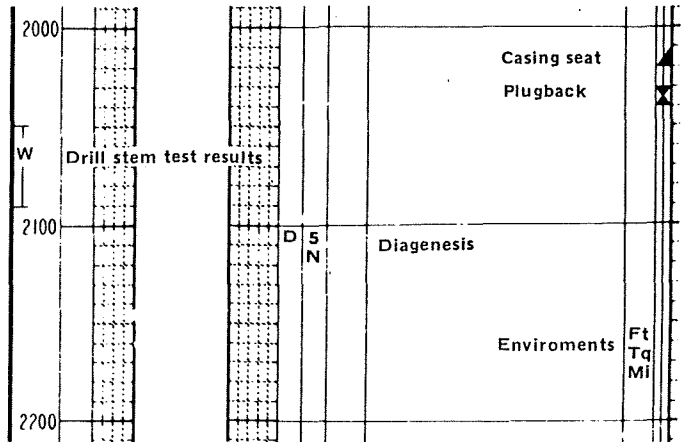 2000
Casing seat
Plugback
W
Drill stem test results
2100
D 5
N
Diagenesis
Enviroments
Ft
Tq
Mi
2200